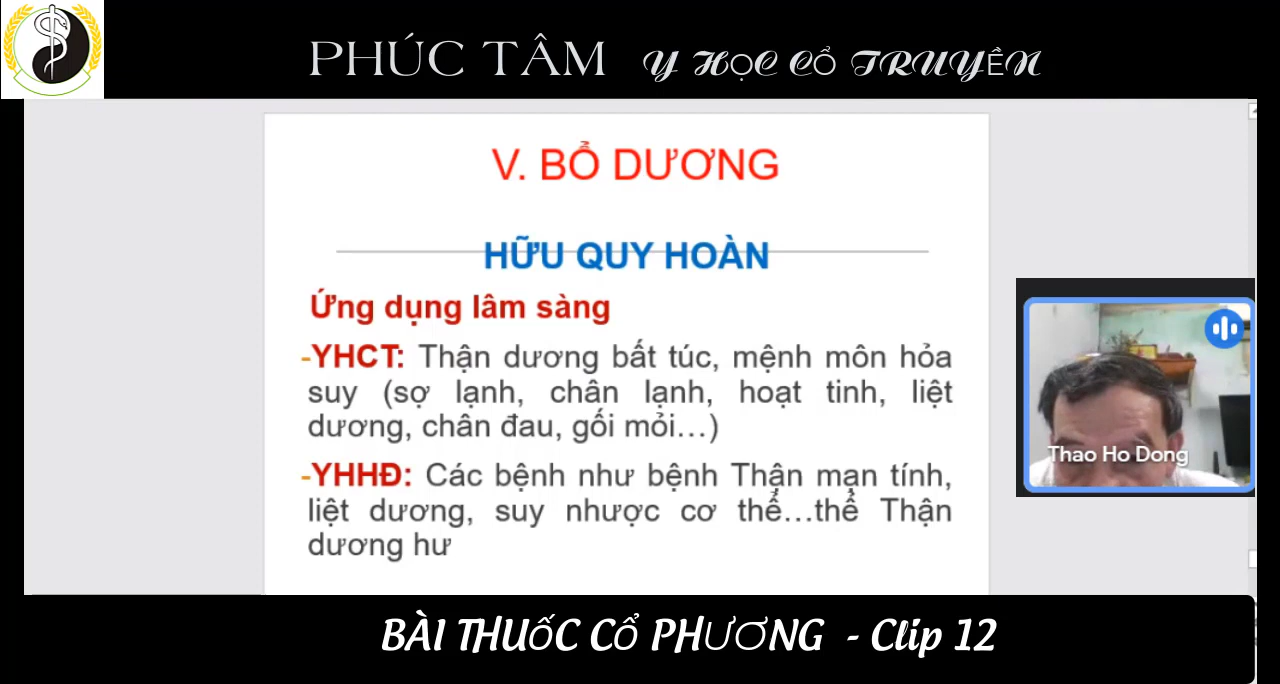 PHÚC TÂM Y HỌC CỔ TRUYỀN
V. BỔ DƯƠNG
HỮU QUY HOÀN
Ứng dụng lâm sàng
-YHCT: Thận dương bất túc, mệnh môn hỏa
suy (sợ lạnh, chân lạnh, hoạt tinh, liệt
dương, chân đau, gối mỏi...)
-YHHĐ: Các bệnh như bệnh Thận mạn tính,
liệt dương, suy nhược cơ thể...thể Thận
dương hư
Thao Ho Dong
BÀI THUỐC CỔ PHƯƠNG - Clip 12